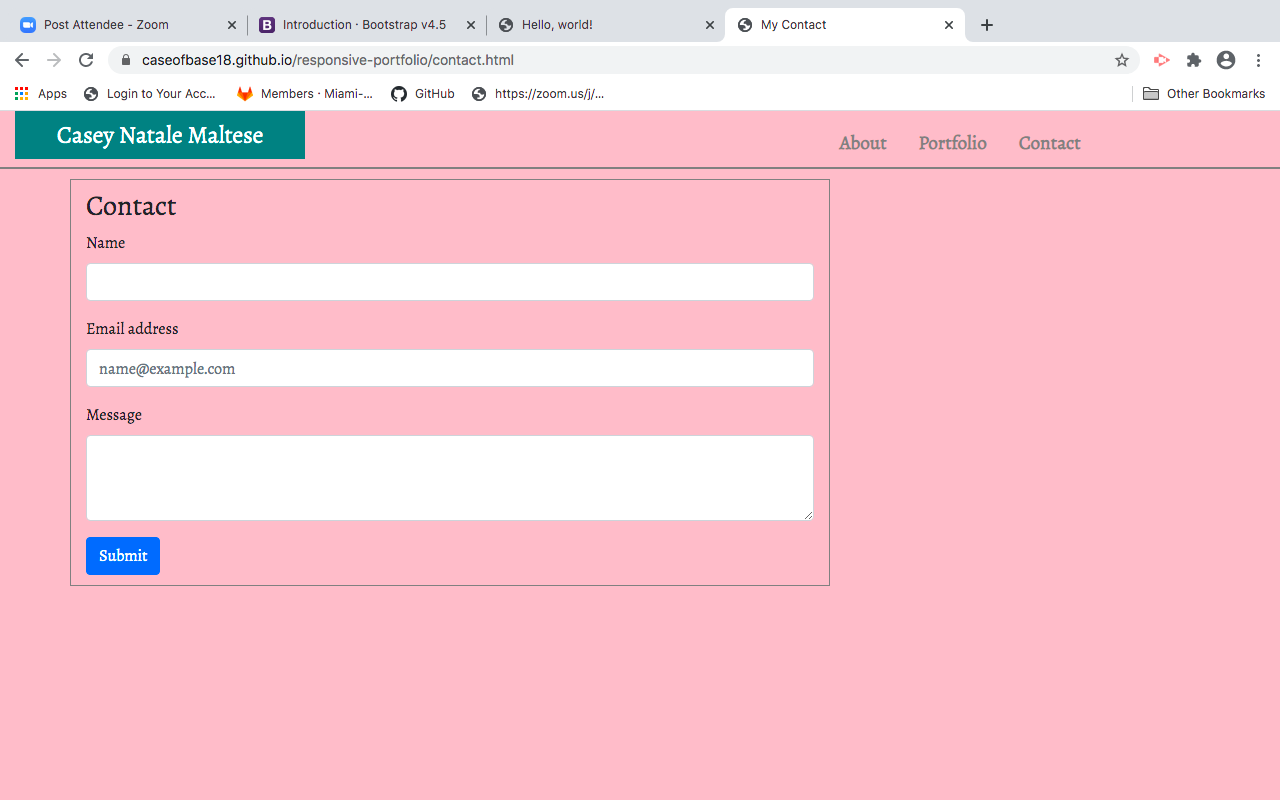 Post Attendee - Zoom
Introduction · Bootstrap v4.5
Hello, world!
My Contact
caseofbase18.github.io/responsive-portfolio/contact.html
Apps
Login to Your Acc...
Members · Miami-...
GitHub
https://zoom.us/j/...
Other Bookmarks
Casey Natale Maltese
About
Portfolio
Contact
Contact
Name
Email address
name@example.com
Message
Submit